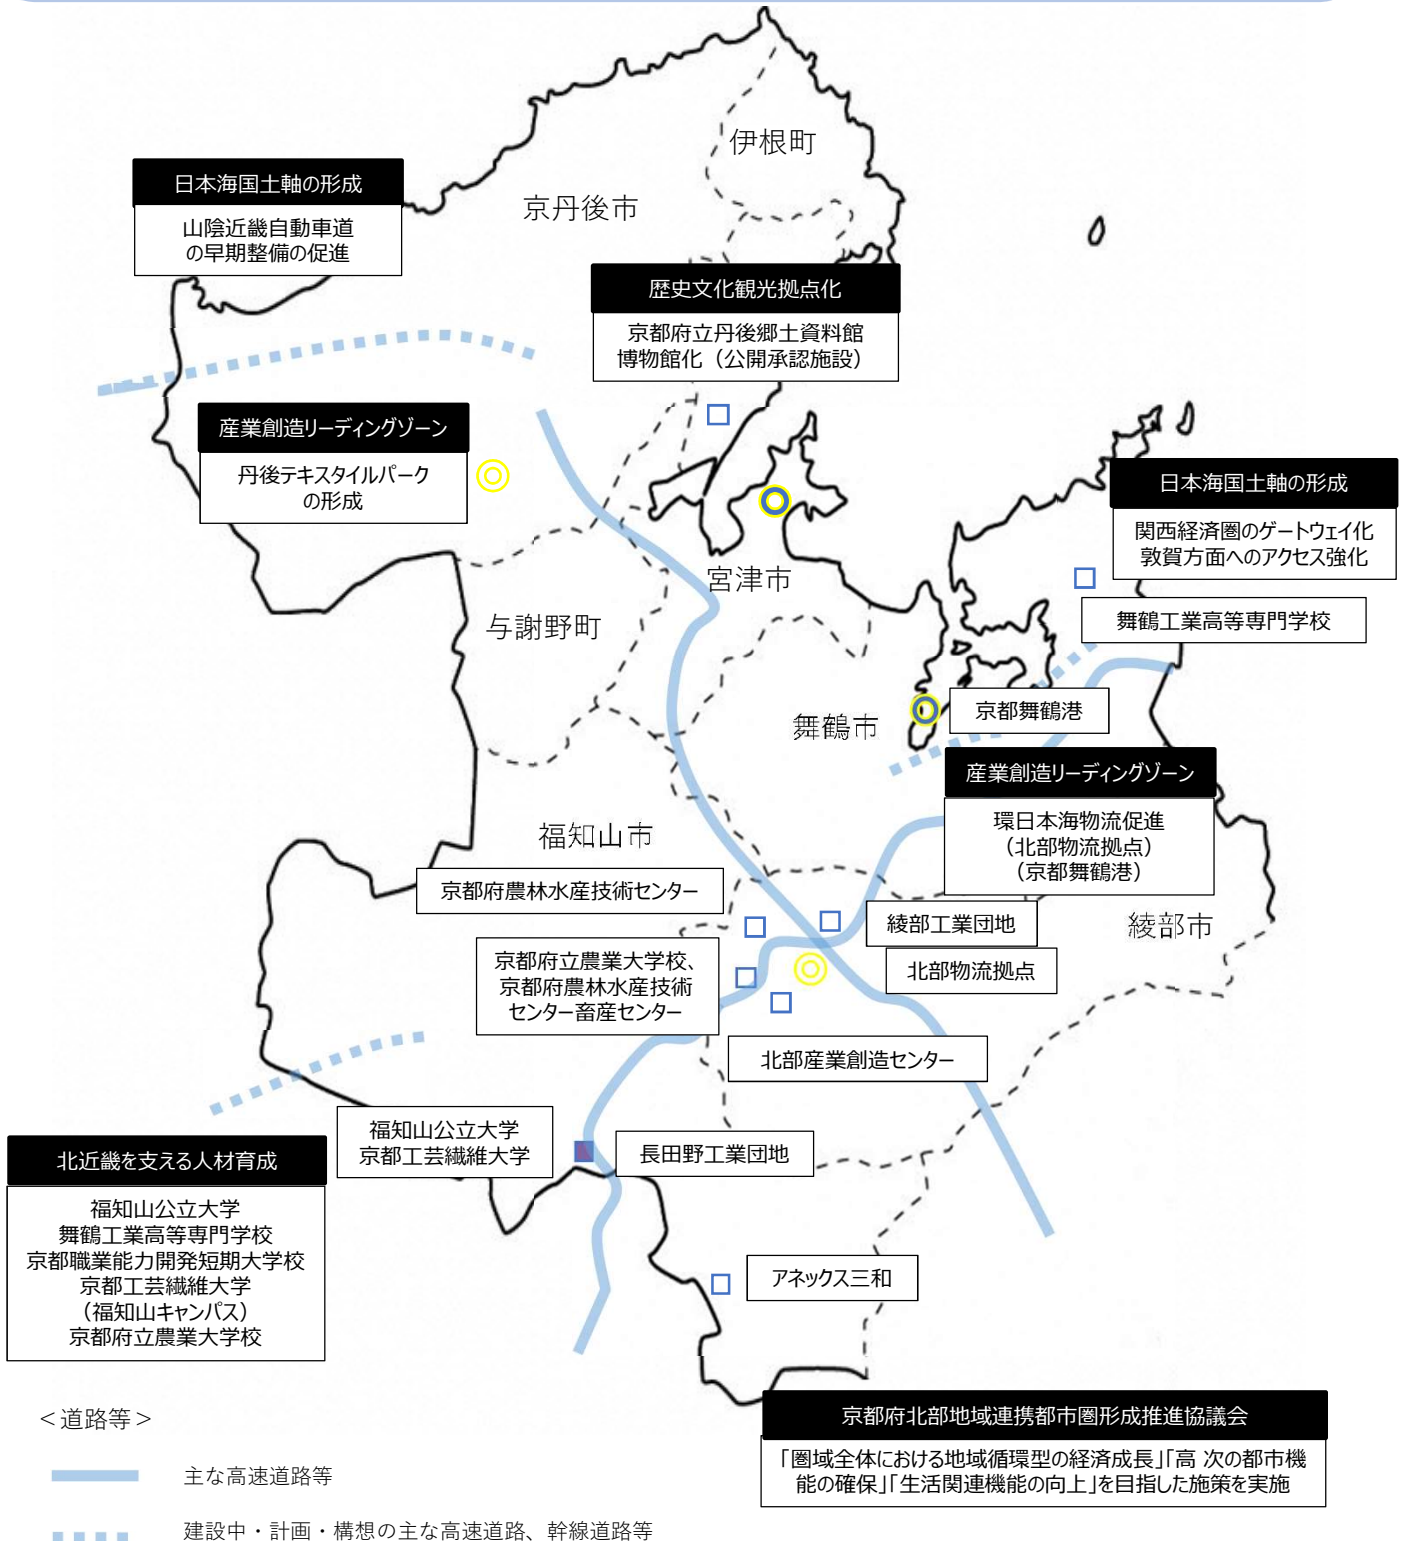 伊根町
日本海国土軸の形成
山陰近畿自動車道
の早期整備の促進
京丹後市
歴史文化観光拠点化
京都府立丹後郷土資料館
博物館化（公開承認施設）
産業創造リーディングゾーン
丹後テキスタイルパーク
の形成
日本海国土軸の形成
関西経済圏のゲートウェイ化
敦賀方面へのアクセス強化
宮津市
与謝野町
舞鶴工業高等専門学校
舞鶴市
京都舞鶴港
産業創造リーディングゾーン
環日本海物流促進
（北部物流拠点）
（京都舞鶴港）
福知山市
京都府農林水産技術センター
綾部工業団地
綾部市
京都府立農業大学校、
京都府農林水産技術
センター畜産センター
北部物流拠点
北部産業創造センター
福知山公立大学
京都工芸繊維大学
長田野工業団地
北近畿を支える人材育成
福知山公立大学
舞鶴工業高等専門学校
京都職業能力開発短期大学校
京都工芸繊維大学
（福知山キャンパス）
京都府立農業大学校
アネックス三和
京都府北部地域連携都市圏形成推進協議会
「圏域全体における地域循環型の経済成長」「高 次の都市機
能の確保」「生活関連機能の向上」を目指した施策を実施
＜道路等＞
主な高速道路等
建設中・計画・構想の主な高速道路、幹線道路等